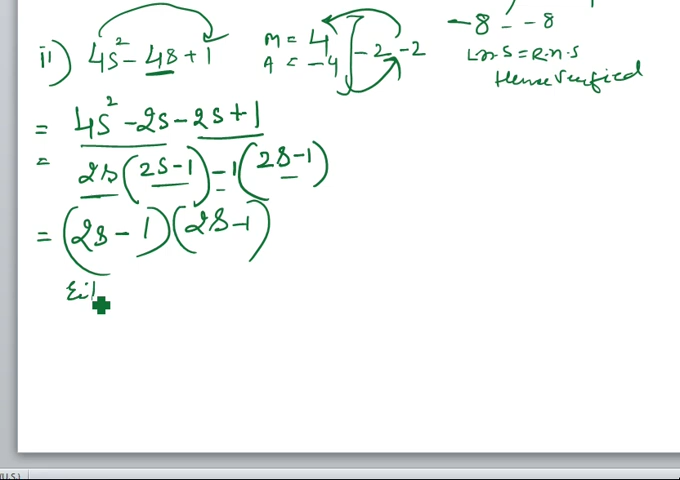 -8 = -8
L.H.S = R.H.S
Hence Verified
ii) 4s² - 4s + 1
M = 4
A = -4
-2, -2
= 4s² - 2s - 2s + 1
= 2s(2s-1) -1(2s-1)
= (2s-1)(2s-1)
(U.S.)